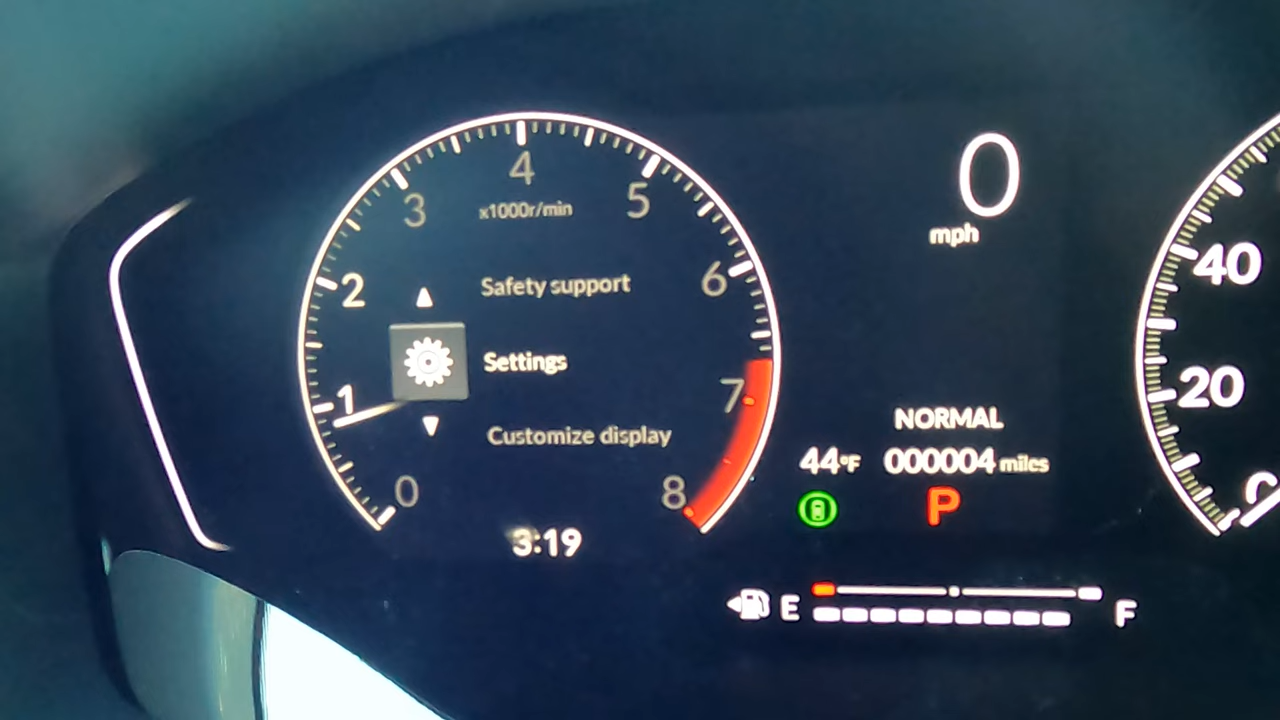 4
3
5
x1000r/min
2
Safety support
6
Settings
1
7
Customize display
0
8
3:19
0
mph
NORMAL
44°F
000004 miles
P
E
F
40
20
0